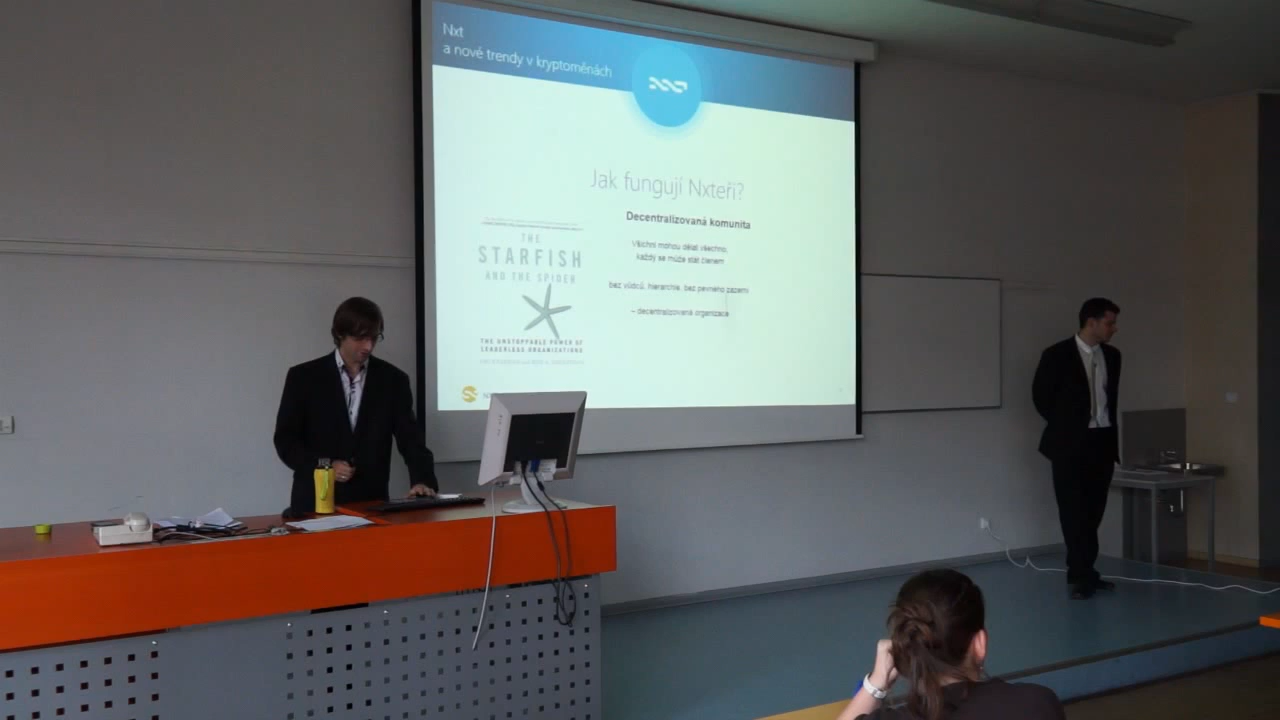 Nxt
a nové trendy v kryptoměnách
Jak fungují Nxteři?
Decentralizovaná komunita
Všichni mohou dělat všechno,
každý se může stát členem
bez vůdců, hierarchie, bez pevného zázemí
– decentralizovaná organizace
THE
STARFISH
AND THE SPIDER
THE UNSTOPPABLE POWER OF
LEADERLESS ORGANIZATIONS